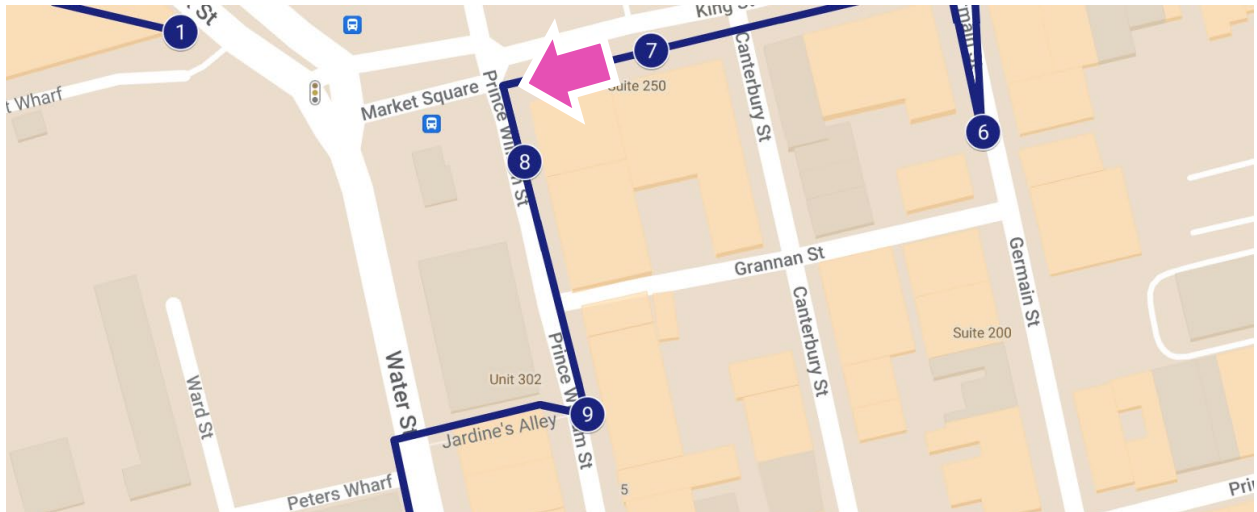 St
1
King
7
6
t Wharf
Market Square
Prince William St
8
Suite 250
Canterbury St
Germain St
Grannan St
Germain St
Canterbury St
Suite 200
Ward St
Water St
Unit 302
Prince William St
9
Jardine's Alley
Peters Wharf
5
Pri